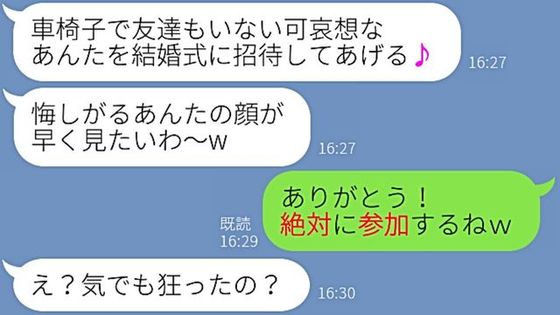 車椅子で友達もいない可哀想な
あんたを結婚式に招待してあげる♪
16:27
悔しがるあんたの顔が
早く見たいわ〜w
16:27
ありがとう！
絶対に参加するねｗ
既読
16:29
え？気でも狂ったの？
16:30